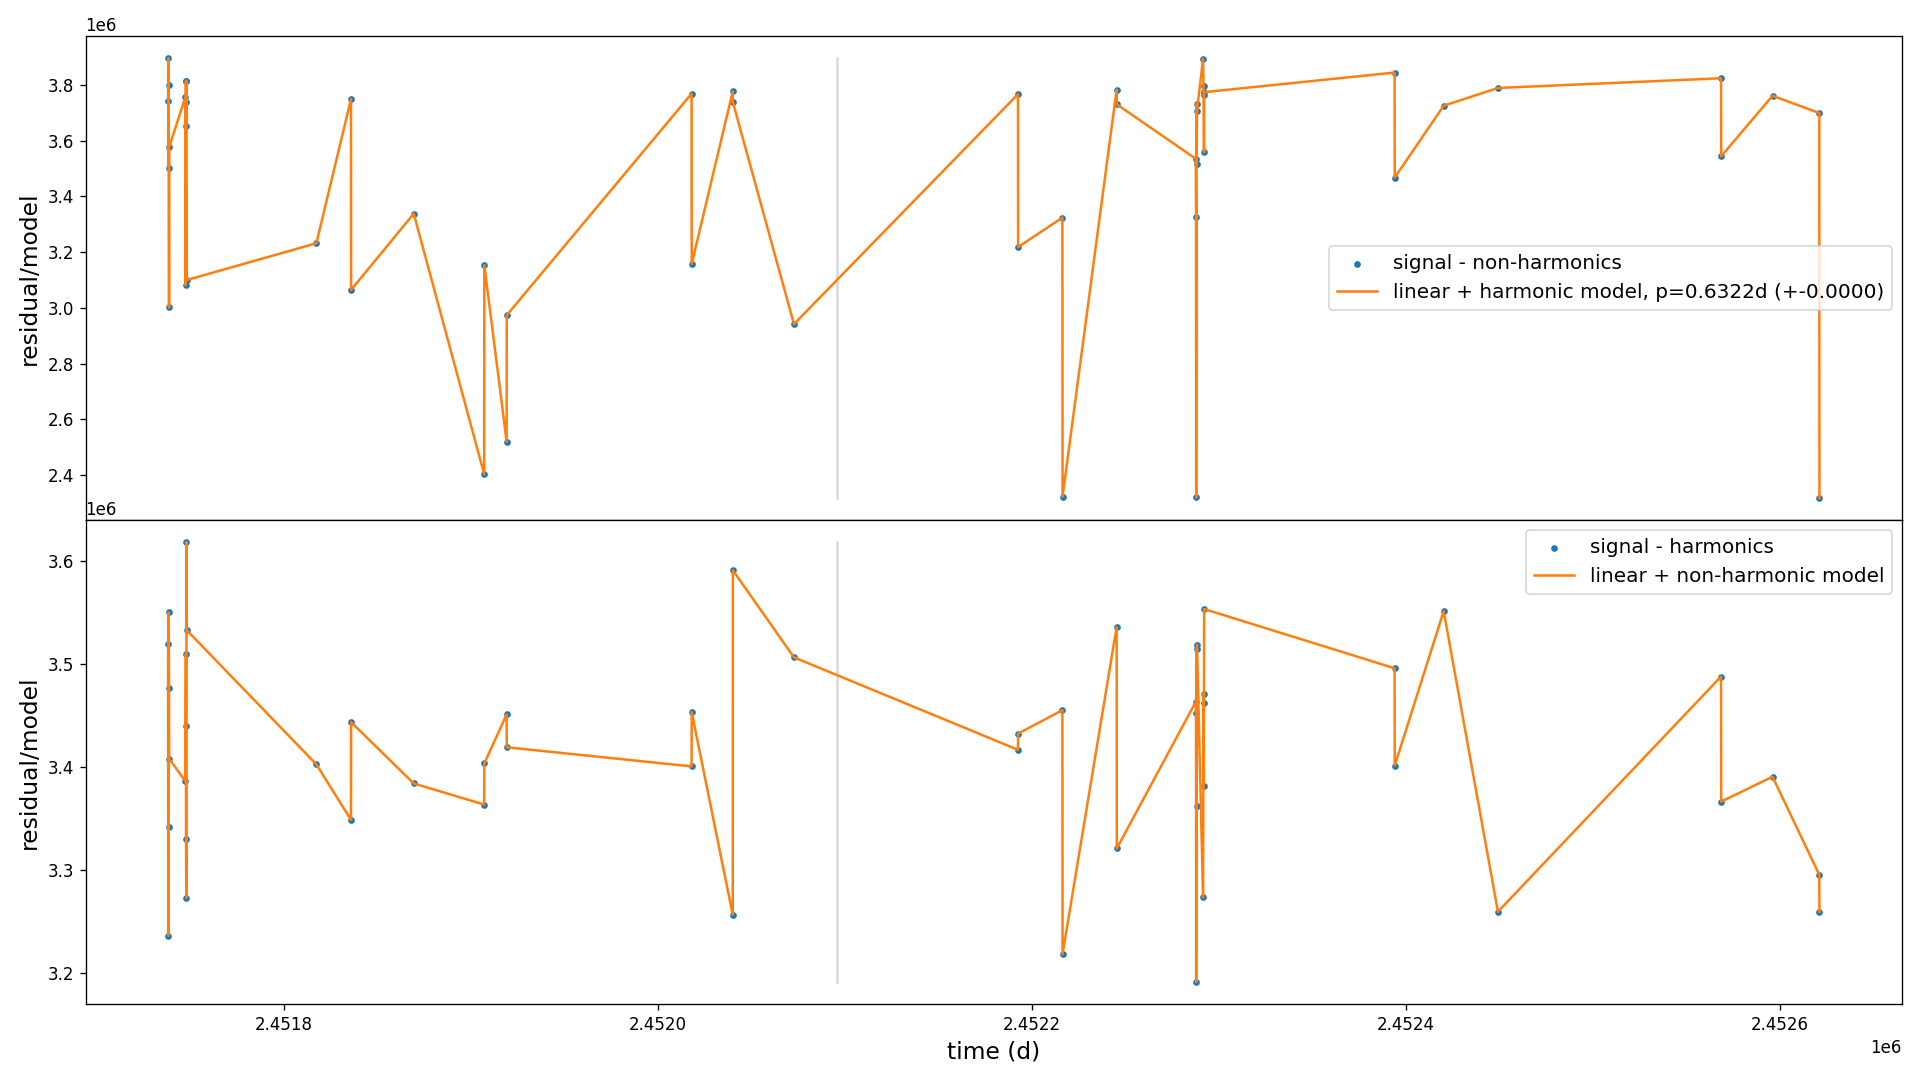 1e6
3.8
3.6
3.4
3.2
3.0
2.8
2.6
2.4
residual/model
signal - non-harmonics
linear + harmonic model, p=0.6322d (+-0.0000)
1e6
3.6
3.5
3.4
3.3
3.2
residual/model
signal - harmonics
linear + non-harmonic model
2.4518
2.4520
2.4522
2.4524
2.4526
time (d)
1e6